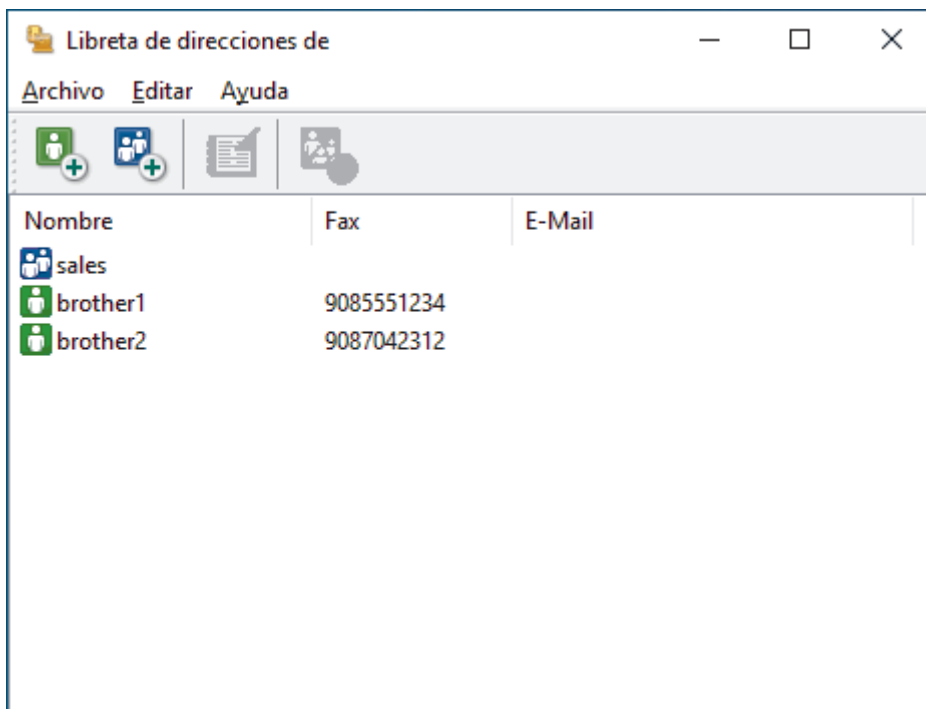 Libreta de direcciones de
Archivo Editar Ayuda
Nombre Fax E-Mail
sales
brother1 9085551234
brother2 9087042312